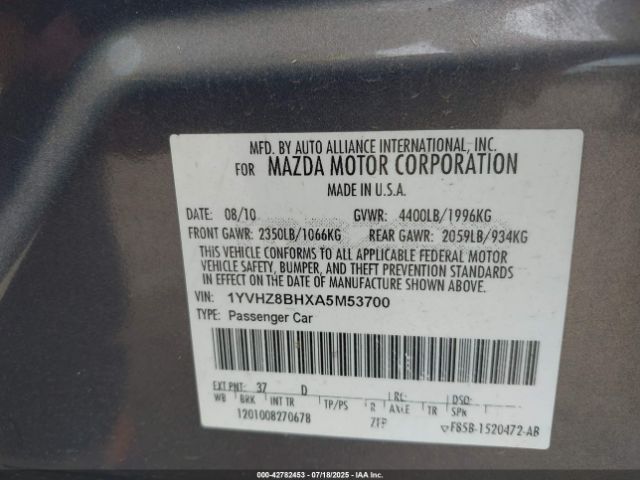 MFD. BY AUTO ALLIANCE INTERNATIONAL, INC.
FOR MAZDA MOTOR CORPORATION
MADE IN U.S.A.
DATE: 08/10 GVWR: 4400LB/1996KG
FRONT GAWR: 2350LB/1066KG REAR GAWR: 2059LB/934KG
THIS VEHICLE CONFORMS TO ALL APPLICABLE FEDERAL MOTOR
VEHICLE SAFETY, BUMPER, AND THEFT PREVENTION STANDARDS
IN EFFECT ON THE DATE OF MANUFACTURE SHOWN ABOVE.
VIN: 1YVHZ8BHXA5M53700
TYPE: Passenger Car
EXT PNT: 37 D RC: DSO:
WB BRK INT TR TP/PS R AXLE TR SPR
1201008270678 F85B-1520472-AB
000-42782453 - 07/18/2025 - IAAI.com